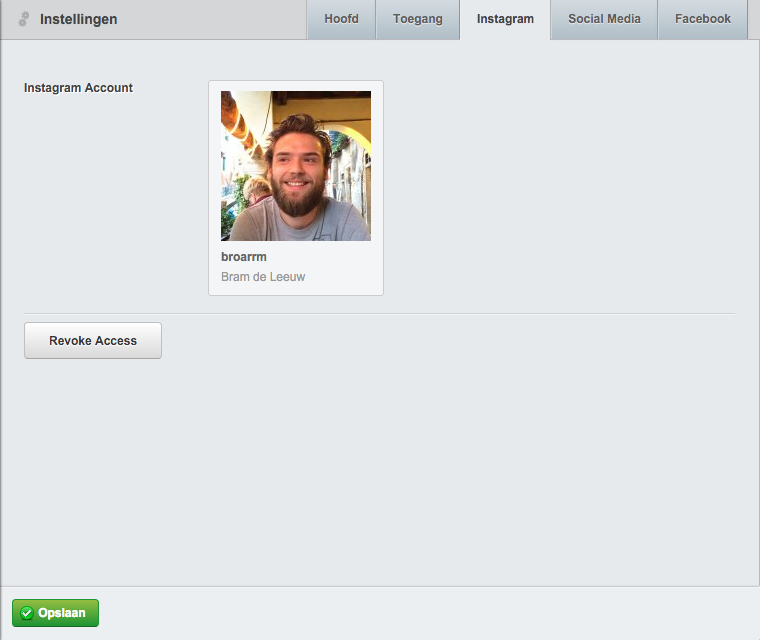 Instellingen
Hoofd
Toegang
Instagram
Social Media
Facebook
Instagram Account
broarrm
Bram de Leeuw
Revoke Access
Opslaan